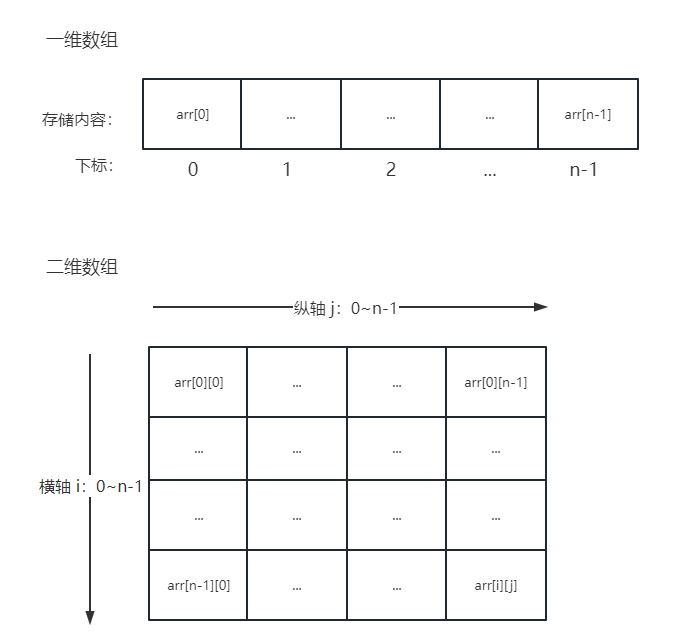 一维数组
存储内容： arr[0] ... ... ... arr[n-1]
下标： 0 1 2 ... n-1
二维数组
纵轴 j：0~n-1
arr[0][0] ... ... arr[0][n-1]
... ... ... ...
横轴 i：0~n-1
... ... ... ...
arr[n-1][0] ... ... arr[i][j]